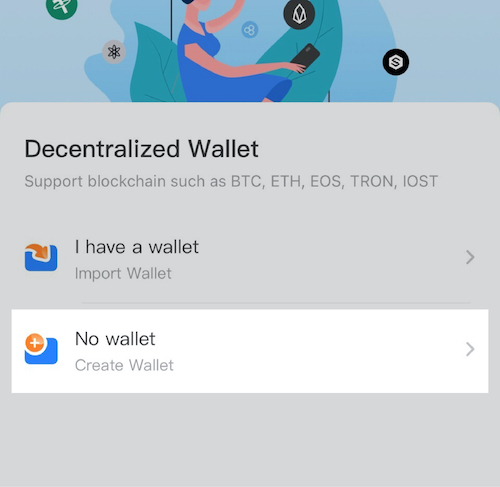 Decentralized Wallet
Support blockchain such as BTC, ETH, EOS, TRON, IOST
I have a wallet
Import Wallet
No wallet
Create Wallet